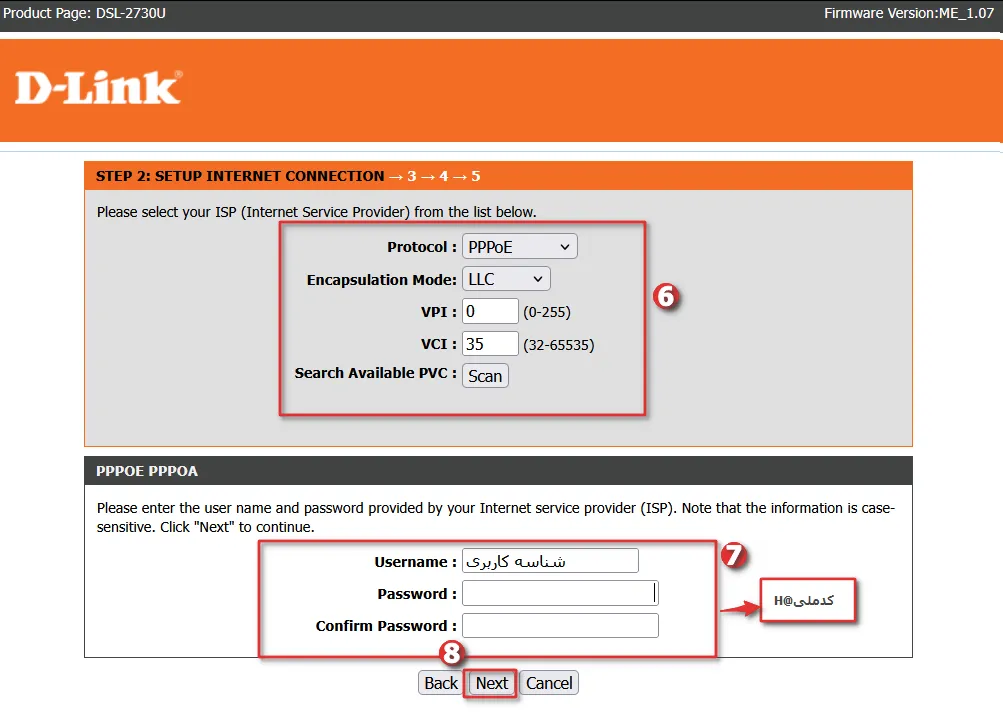 Product Page: DSL-2730U
Firmware Version:ME_1.07
D-Link®
STEP 2: SETUP INTERNET CONNECTION → 3 → 4 → 5
Please select your ISP (Internet Service Provider) from the list below.
Protocol : PPPoE
Encapsulation Mode: LLC
VPI : 0 (0-255)
VCI : 35 (32-65535)
Search Available PVC : Scan
6
PPPOE PPPOA
Please enter the user name and password provided by your Internet service provider (ISP). Note that the information is case-
sensitive. Click "Next" to continue.
Username : شناسه کاربری
7
Password :
کدملی@H
Confirm Password :
8
Back Next Cancel